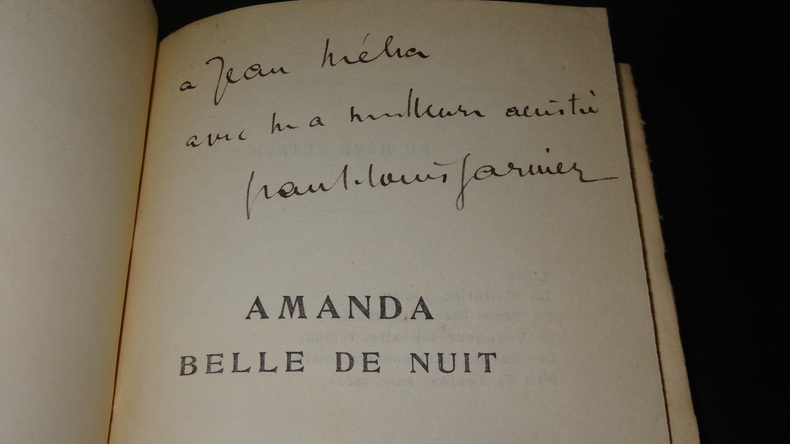 a Jean Mélia
avec ma meilleure amitié
Paul-Louis Garnier
AMANDA
BELLE DE NUIT